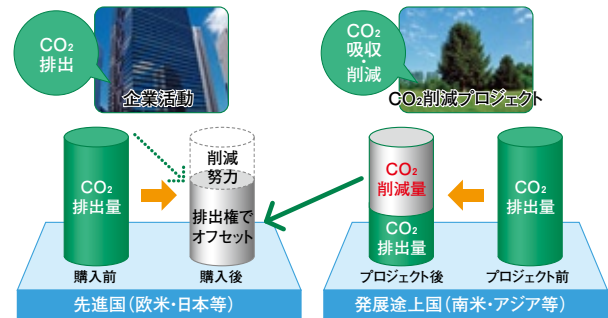 CO₂
排出
企業活動
CO₂
吸収
・
削減
CO₂削減プロジェクト
CO₂
排出量
購入前
削減
努力
排出権で
オフセット
購入後
CO₂
削減量
CO₂
排出量
プロジェクト後
CO₂
排出量
プロジェクト前
先進国（欧米・日本等）
発展途上国（南米・アジア等）